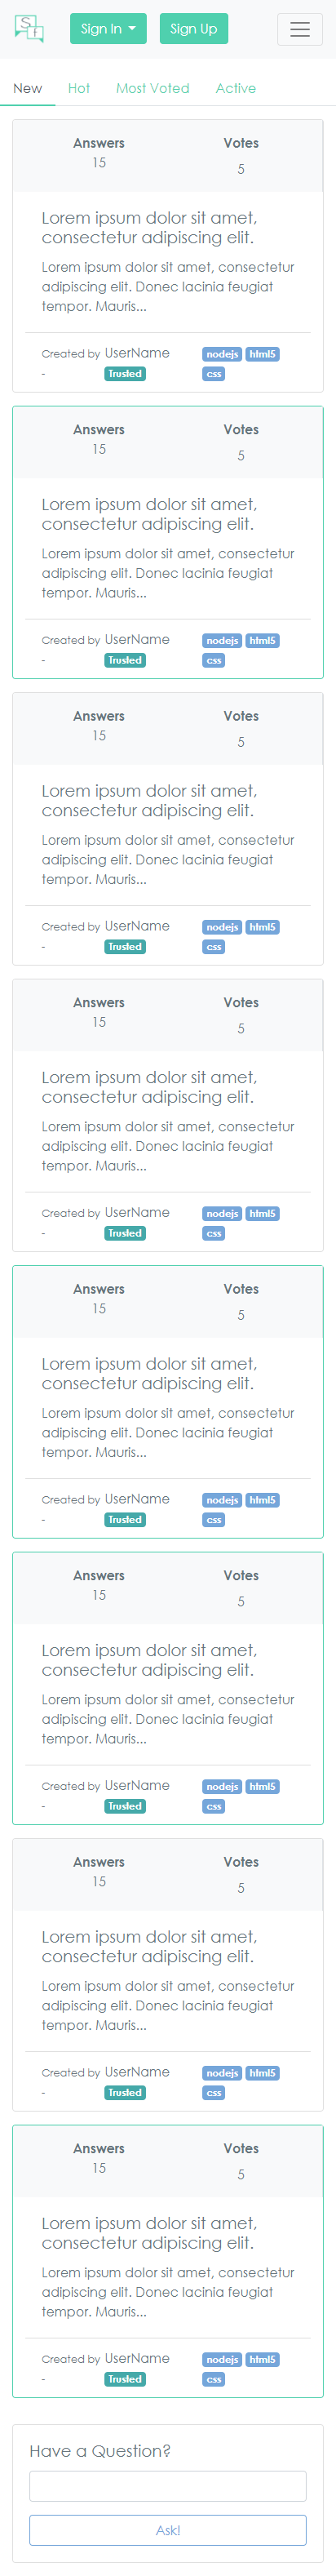 S f
Sign In
Sign Up
New Hot Most Voted Active
Answers Votes
15 5
Lorem ipsum dolor sit amet,
consectetur adipiscing elit.
Lorem ipsum dolor sit amet, consectetur
adipiscing elit. Donec lacinia feugiat
tempor. Mauris...
Created by UserName nodejs html5
- Trusted css
Answers Votes
15 5
Lorem ipsum dolor sit amet,
consectetur adipiscing elit.
Lorem ipsum dolor sit amet, consectetur
adipiscing elit. Donec lacinia feugiat
tempor. Mauris...
Created by UserName nodejs html5
- Trusted css
Answers Votes
15 5
Lorem ipsum dolor sit amet,
consectetur adipiscing elit.
Lorem ipsum dolor sit amet, consectetur
adipiscing elit. Donec lacinia feugiat
tempor. Mauris...
Created by UserName nodejs html5
- Trusted css
Answers Votes
15 5
Lorem ipsum dolor sit amet,
consectetur adipiscing elit.
Lorem ipsum dolor sit amet, consectetur
adipiscing elit. Donec lacinia feugiat
tempor. Mauris...
Created by UserName nodejs html5
- Trusted css
Answers Votes
15 5
Lorem ipsum dolor sit amet,
consectetur adipiscing elit.
Lorem ipsum dolor sit amet, consectetur
adipiscing elit. Donec lacinia feugiat
tempor. Mauris...
Created by UserName nodejs html5
- Trusted css
Answers Votes
15 5
Lorem ipsum dolor sit amet,
consectetur adipiscing elit.
Lorem ipsum dolor sit amet, consectetur
adipiscing elit. Donec lacinia feugiat
tempor. Mauris...
Created by UserName nodejs html5
- Trusted css
Answers Votes
15 5
Lorem ipsum dolor sit amet,
consectetur adipiscing elit.
Lorem ipsum dolor sit amet, consectetur
adipiscing elit. Donec lacinia feugiat
tempor. Mauris...
Created by UserName nodejs html5
- Trusted css
Answers Votes
15 5
Lorem ipsum dolor sit amet,
consectetur adipiscing elit.
Lorem ipsum dolor sit amet, consectetur
adipiscing elit. Donec lacinia feugiat
tempor. Mauris...
Created by UserName nodejs html5
- Trusted css
Have a Question?
Ask!